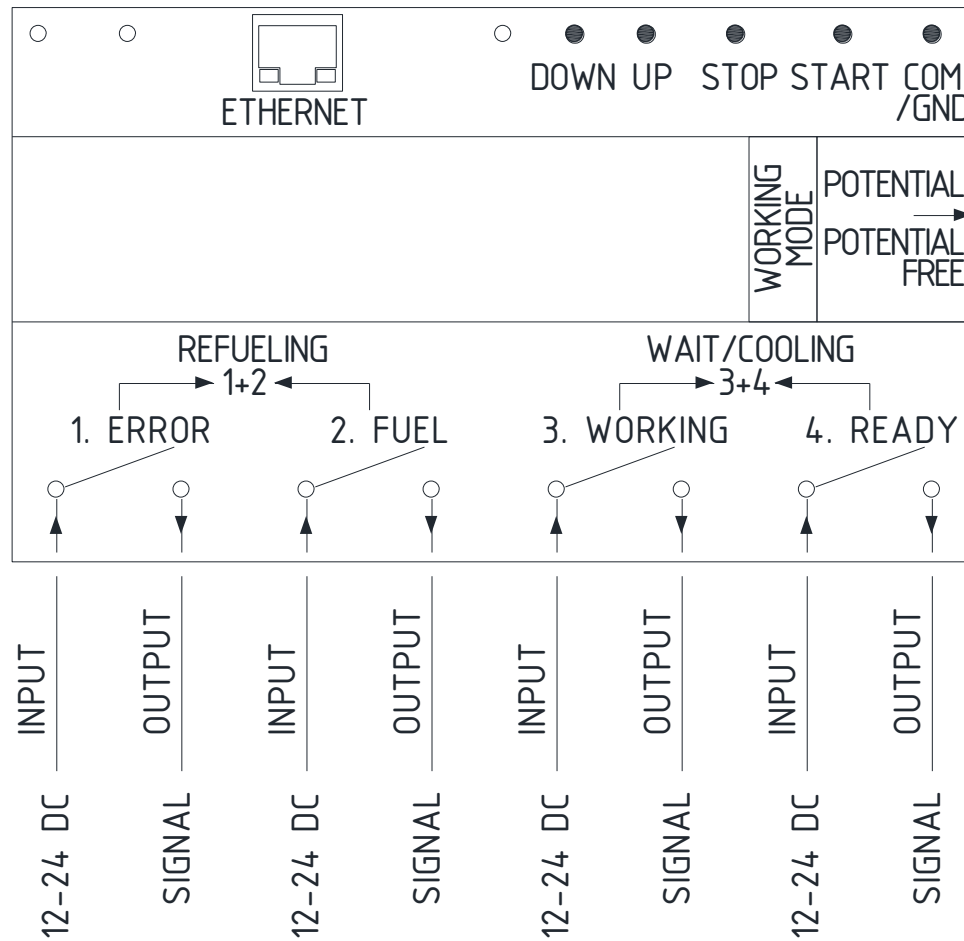 DOWN UP STOP START COM
/GND
ETHERNET
WORKING
MODE
POTENTIAL
POTENTIAL
FREE
REFUELING
1+2
WAIT/COOLING
3+4
1. ERROR
2. FUEL
3. WORKING
4. READY
INPUT
OUTPUT
INPUT
OUTPUT
INPUT
OUTPUT
INPUT
OUTPUT
12-24 DC
SIGNAL
12-24 DC
SIGNAL
12-24 DC
SIGNAL
12-24 DC
SIGNAL